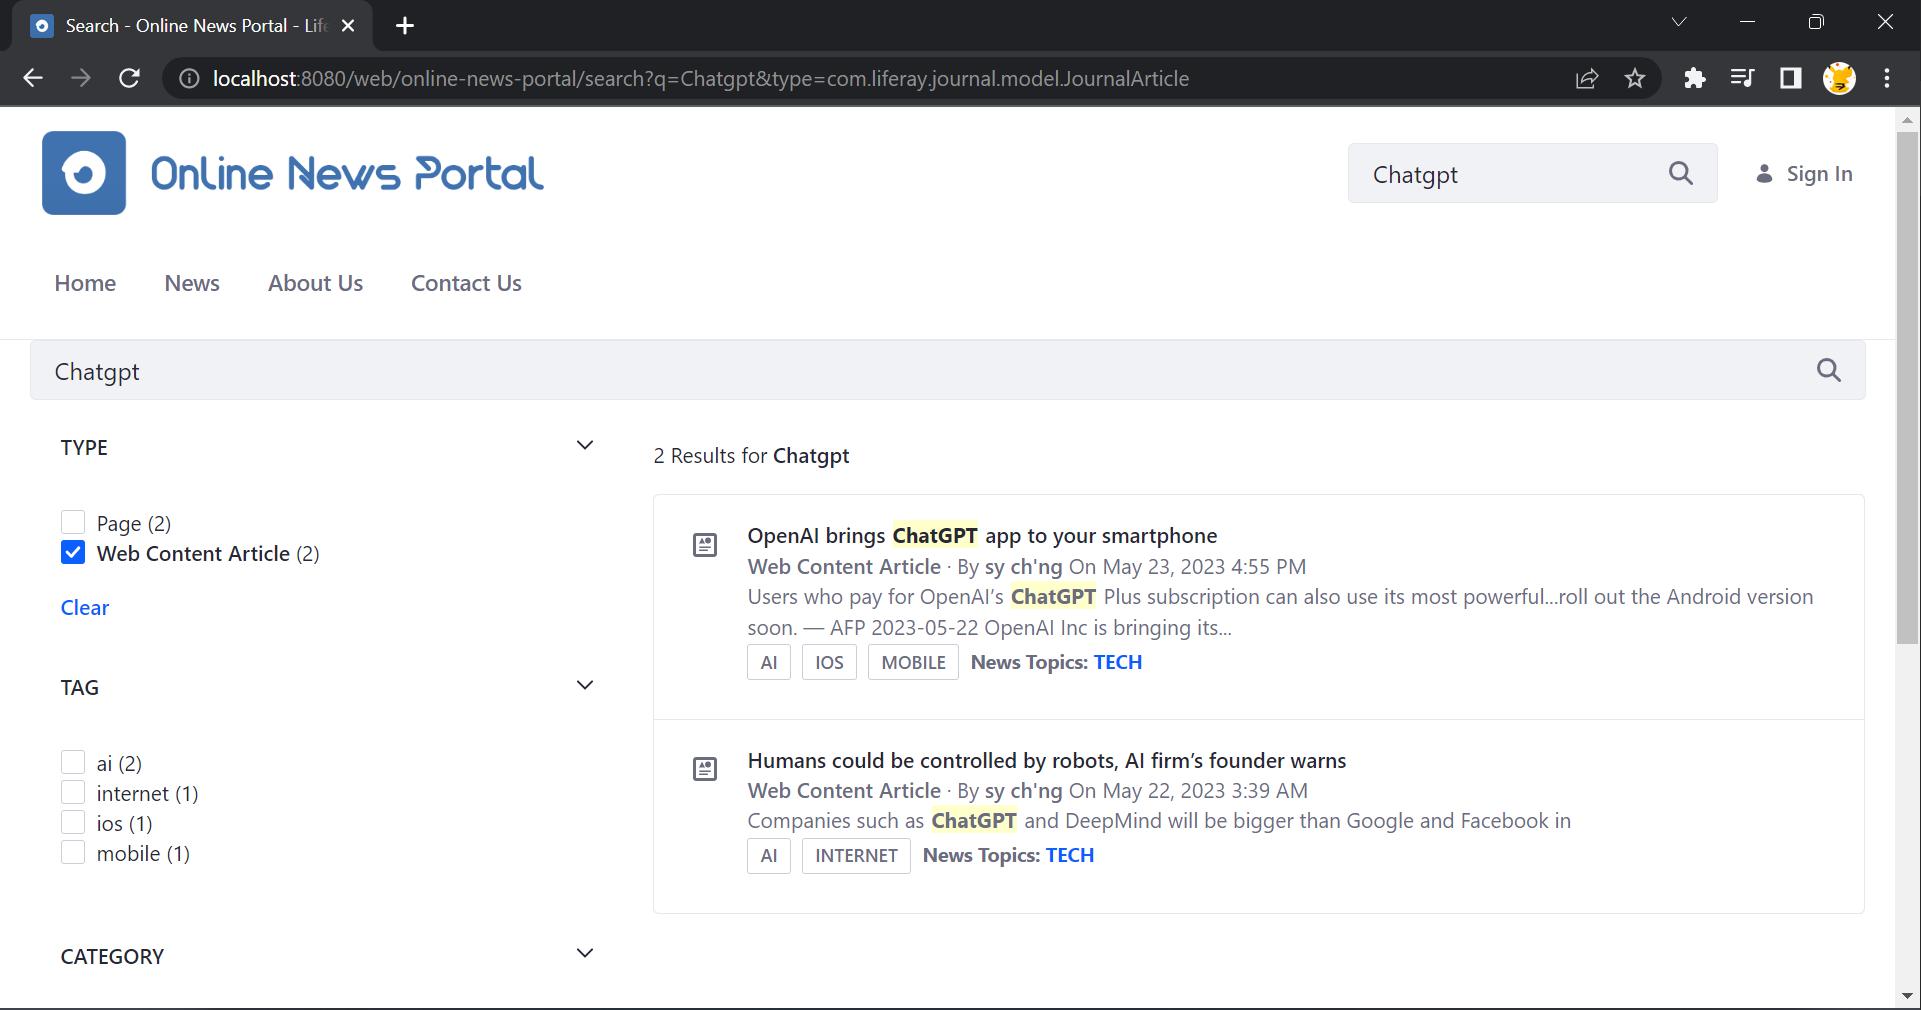 Search - Online News Portal - Lif
localhost:8080/web/online-news-portal/search?q=Chatgpt&type=com.liferay.journal.model.JournalArticle
Online News Portal
Chatgpt
Sign In
Home News About Us Contact Us
Chatgpt
TYPE
Page (2)
Web Content Article (2)
Clear
TAG
ai (2)
internet (1)
ios (1)
mobile (1)
CATEGORY
2 Results for Chatgpt
OpenAI brings ChatGPT app to your smartphone
Web Content Article · By sy ch'ng On May 23, 2023 4:55 PM
Users who pay for OpenAI’s ChatGPT Plus subscription can also use its most powerful...roll out the Android version
soon. — AFP 2023-05-22 OpenAI Inc is bringing its...
AI IOS MOBILE News Topics: TECH
Humans could be controlled by robots, AI firm’s founder warns
Web Content Article · By sy ch'ng On May 22, 2023 3:39 AM
Companies such as ChatGPT and DeepMind will be bigger than Google and Facebook in
AI INTERNET News Topics: TECH